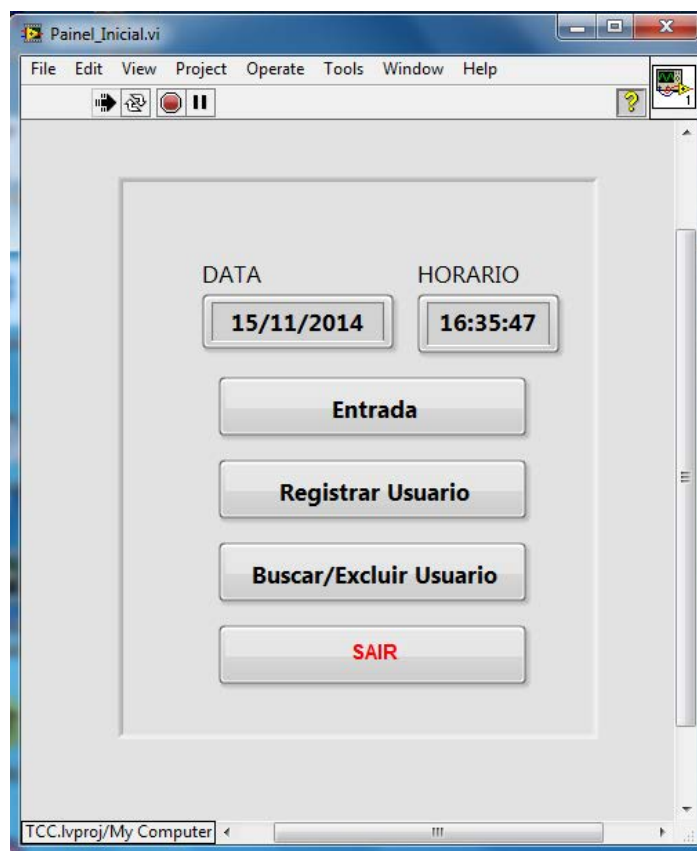 Painel_Inicial.vi
File Edit View Project Operate Tools Window Help
1
DATA HORARIO
15/11/2014 16:35:47
Entrada
Registrar Usuario
Buscar/Excluir Usuario
SAIR
TCC.lvproj/My Computer